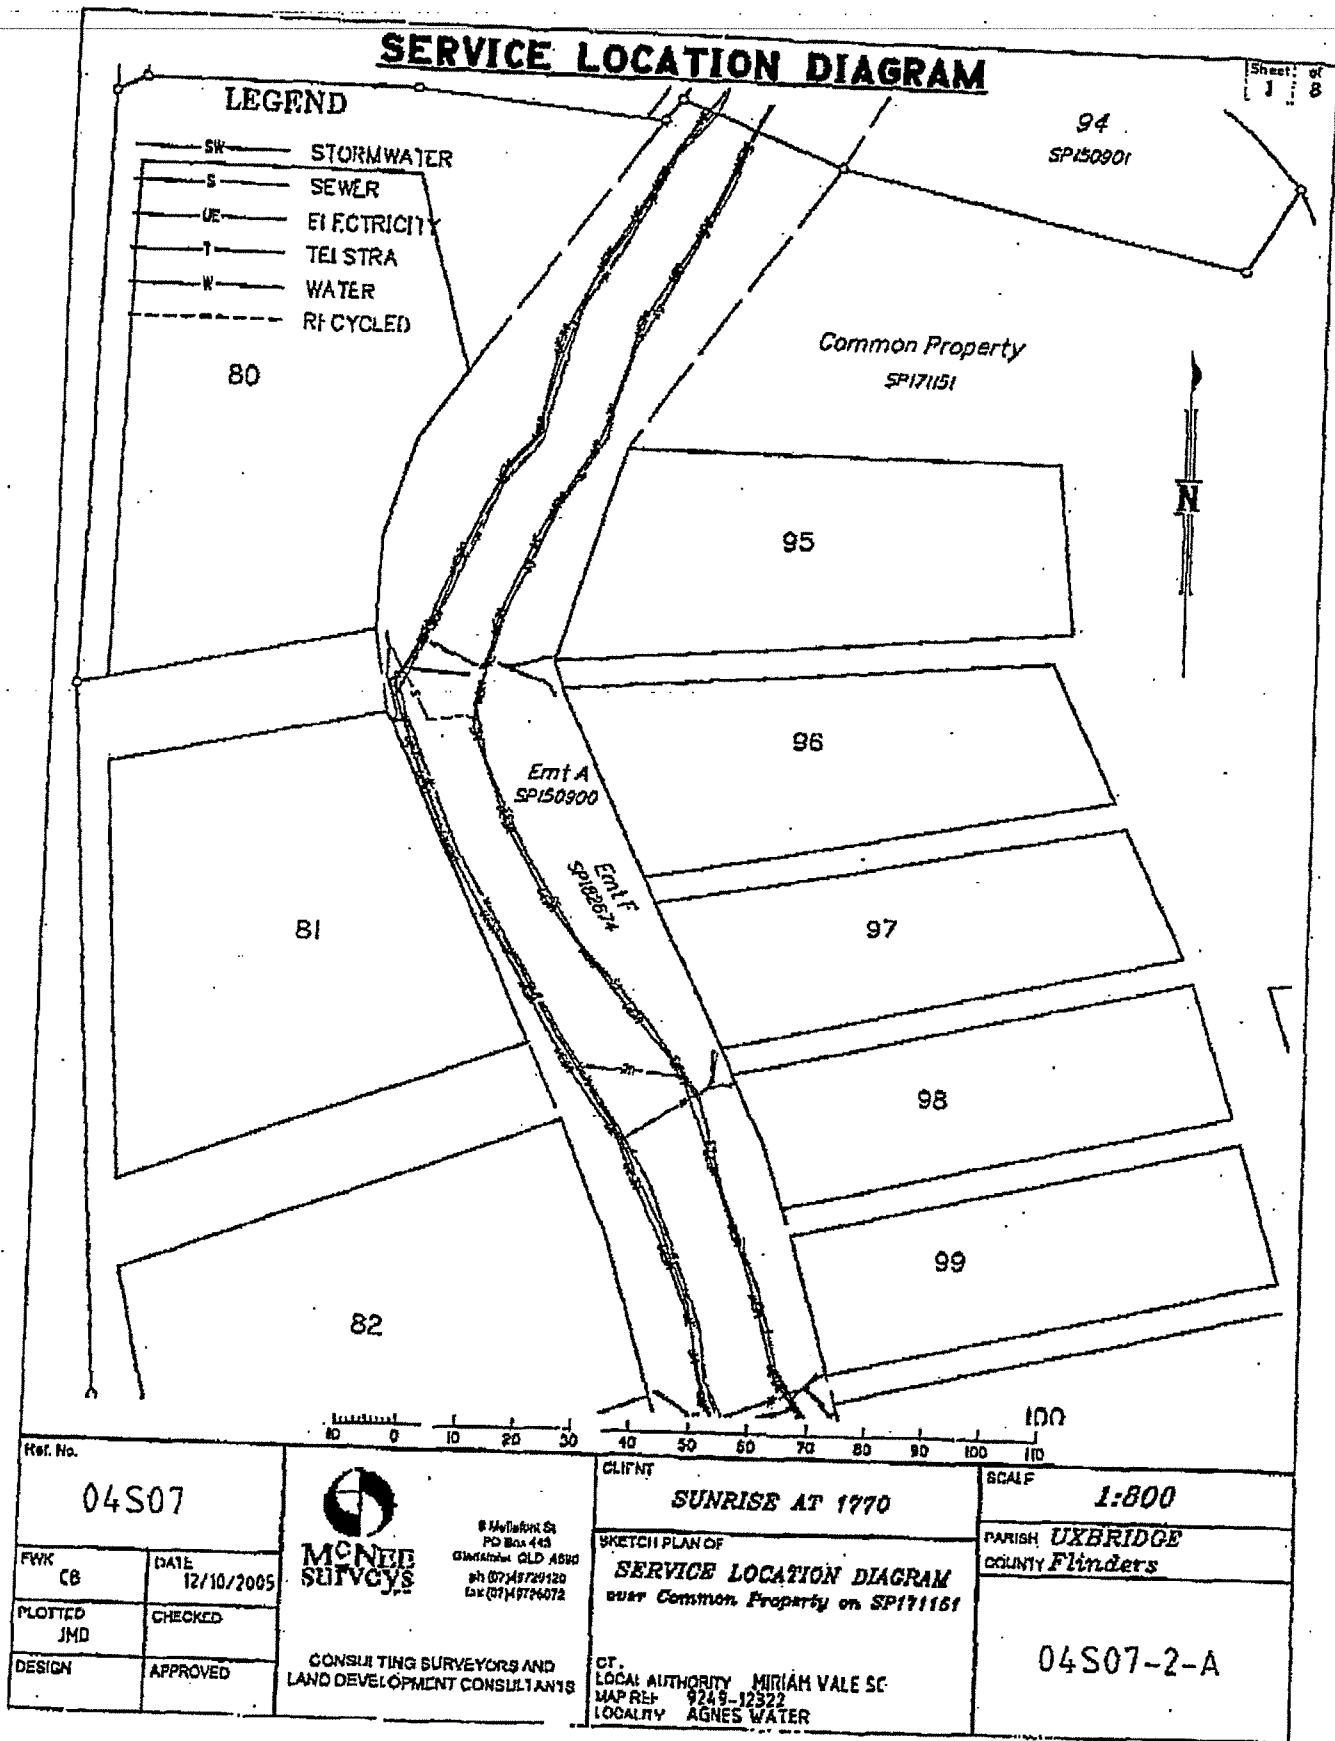 SERVICE LOCATION DIAGRAM
Sheet of
1 8
LEGEND
SW STORMWATER
S SEWER
UE ELECTRICITY
T TELSTRA
W WATER
RECYCLED
94
SP150901
80
Common Property
SP171151
N
95
96
Emt A
SP150900
Emt F
SP182674
81
97
98
99
82
100
10 0 10 20 30 40 50 60 70 80 90 100 110
Ref. No.
04S07
FWK
CB
DATE
12/10/2005
PLOTTED
JMD
CHECKED
DESIGN
APPROVED
PO Box 443
McNEE
SURVEYS
CONSULTING SURVEYORS AND
LAND DEVELOPMENT CONSULTANTS
CLIENT
SUNRISE AT 1770
SKETCH PLAN OF
SERVICE LOCATION DIAGRAM
over Common Property on SP171151
CT.
LOCAL AUTHORITY MIRIAM VALE SC
MAP REF 9249-12322
LOCALITY AGNES WATER
SCALE
1:800
PARISH UXBRIDGE
COUNTY Flinders
04S07-2-A